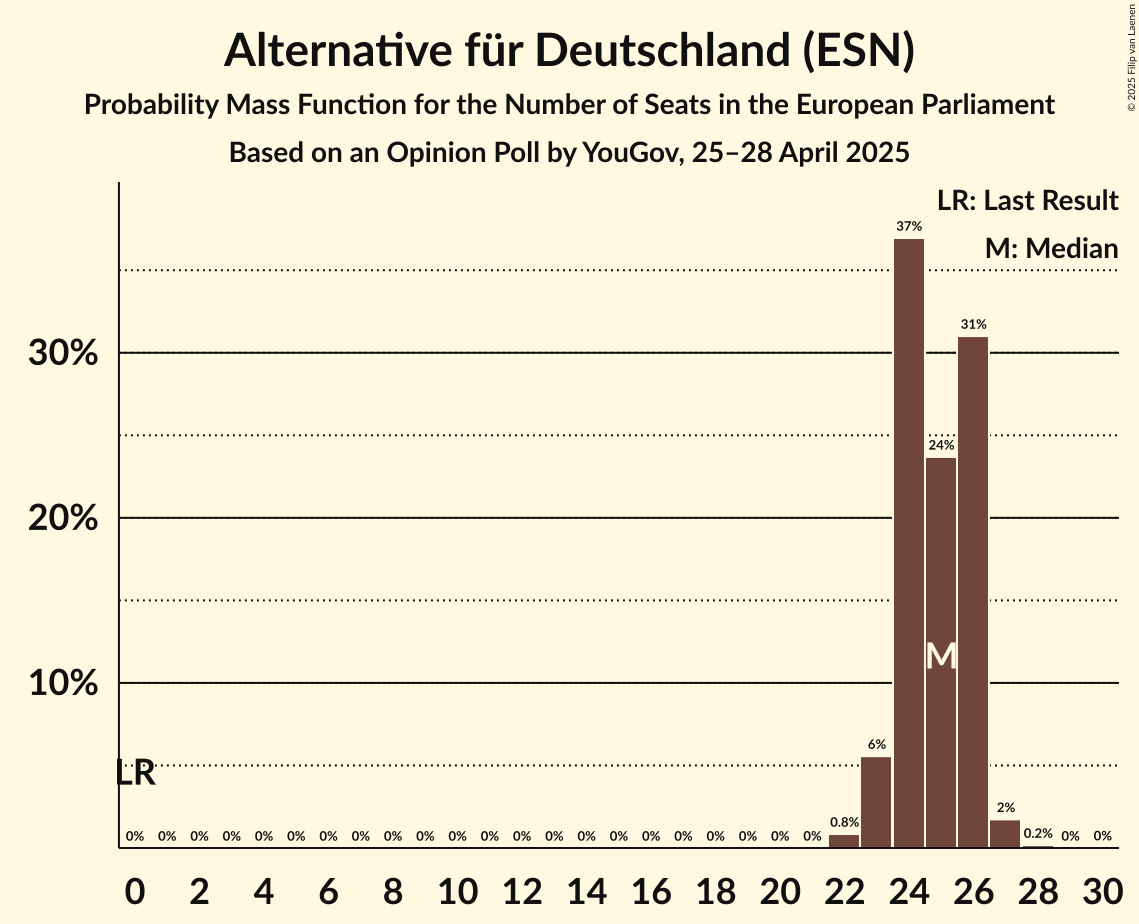 Alternative für Deutschland (ESN)
Probability Mass Function for the Number of Seats in the European Parliament
Based on an Opinion Poll by YouGov, 25–28 April 2025
© 2025 Filip van Laenen
LR: Last Result
M: Median
37%
31%
30%
24%
20%
M
10%
6%
LR
0% 0% 0% 0% 0% 0% 0% 0% 0% 0% 0% 0% 0% 0% 0% 0% 0% 0% 0% 0% 0% 0% 0.8% 2% 0.2% 0% 0%
0 2 4 6 8 10 12 14 16 18 20 22 24 26 28 30